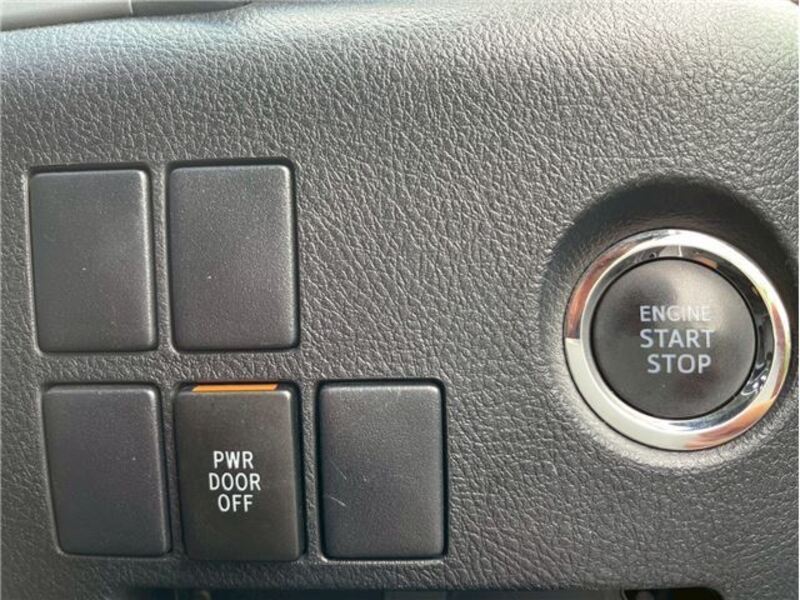 ENGINE
START
STOP
PWR
DOOR
OFF